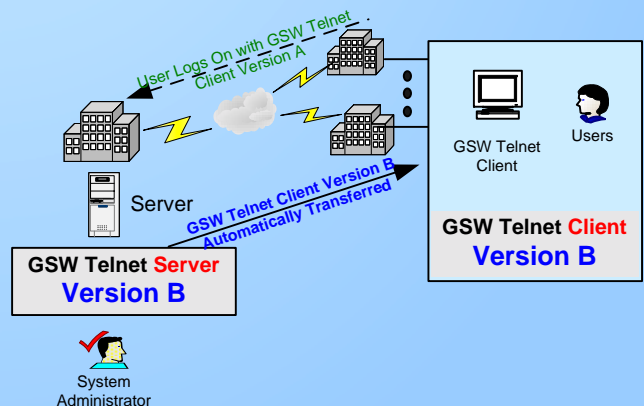 User Logs On with GSW Telnet
Client Version A
GSW Telnet
Client
Users
Server
GSW Telnet Client Version B
Automatically Transferred
GSW Telnet Client
Version B
GSW Telnet Server
Version B
System
Administrator